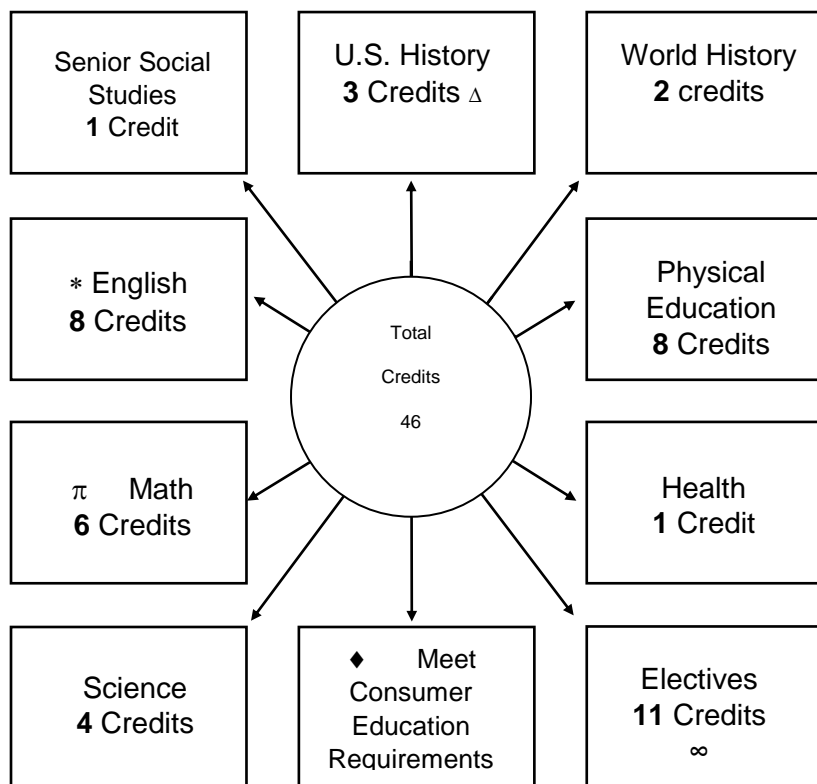 Senior Social
Studies
1 Credit
U.S. History
3 Credits Δ
World History
2 credits
* English
8 Credits
Total
Credits
46
Physical
Education
8 Credits
π Math
6 Credits
Health
1 Credit
Science
4 Credits
♦ Meet
Consumer
Education
Requirements
Electives
11 Credits
∞